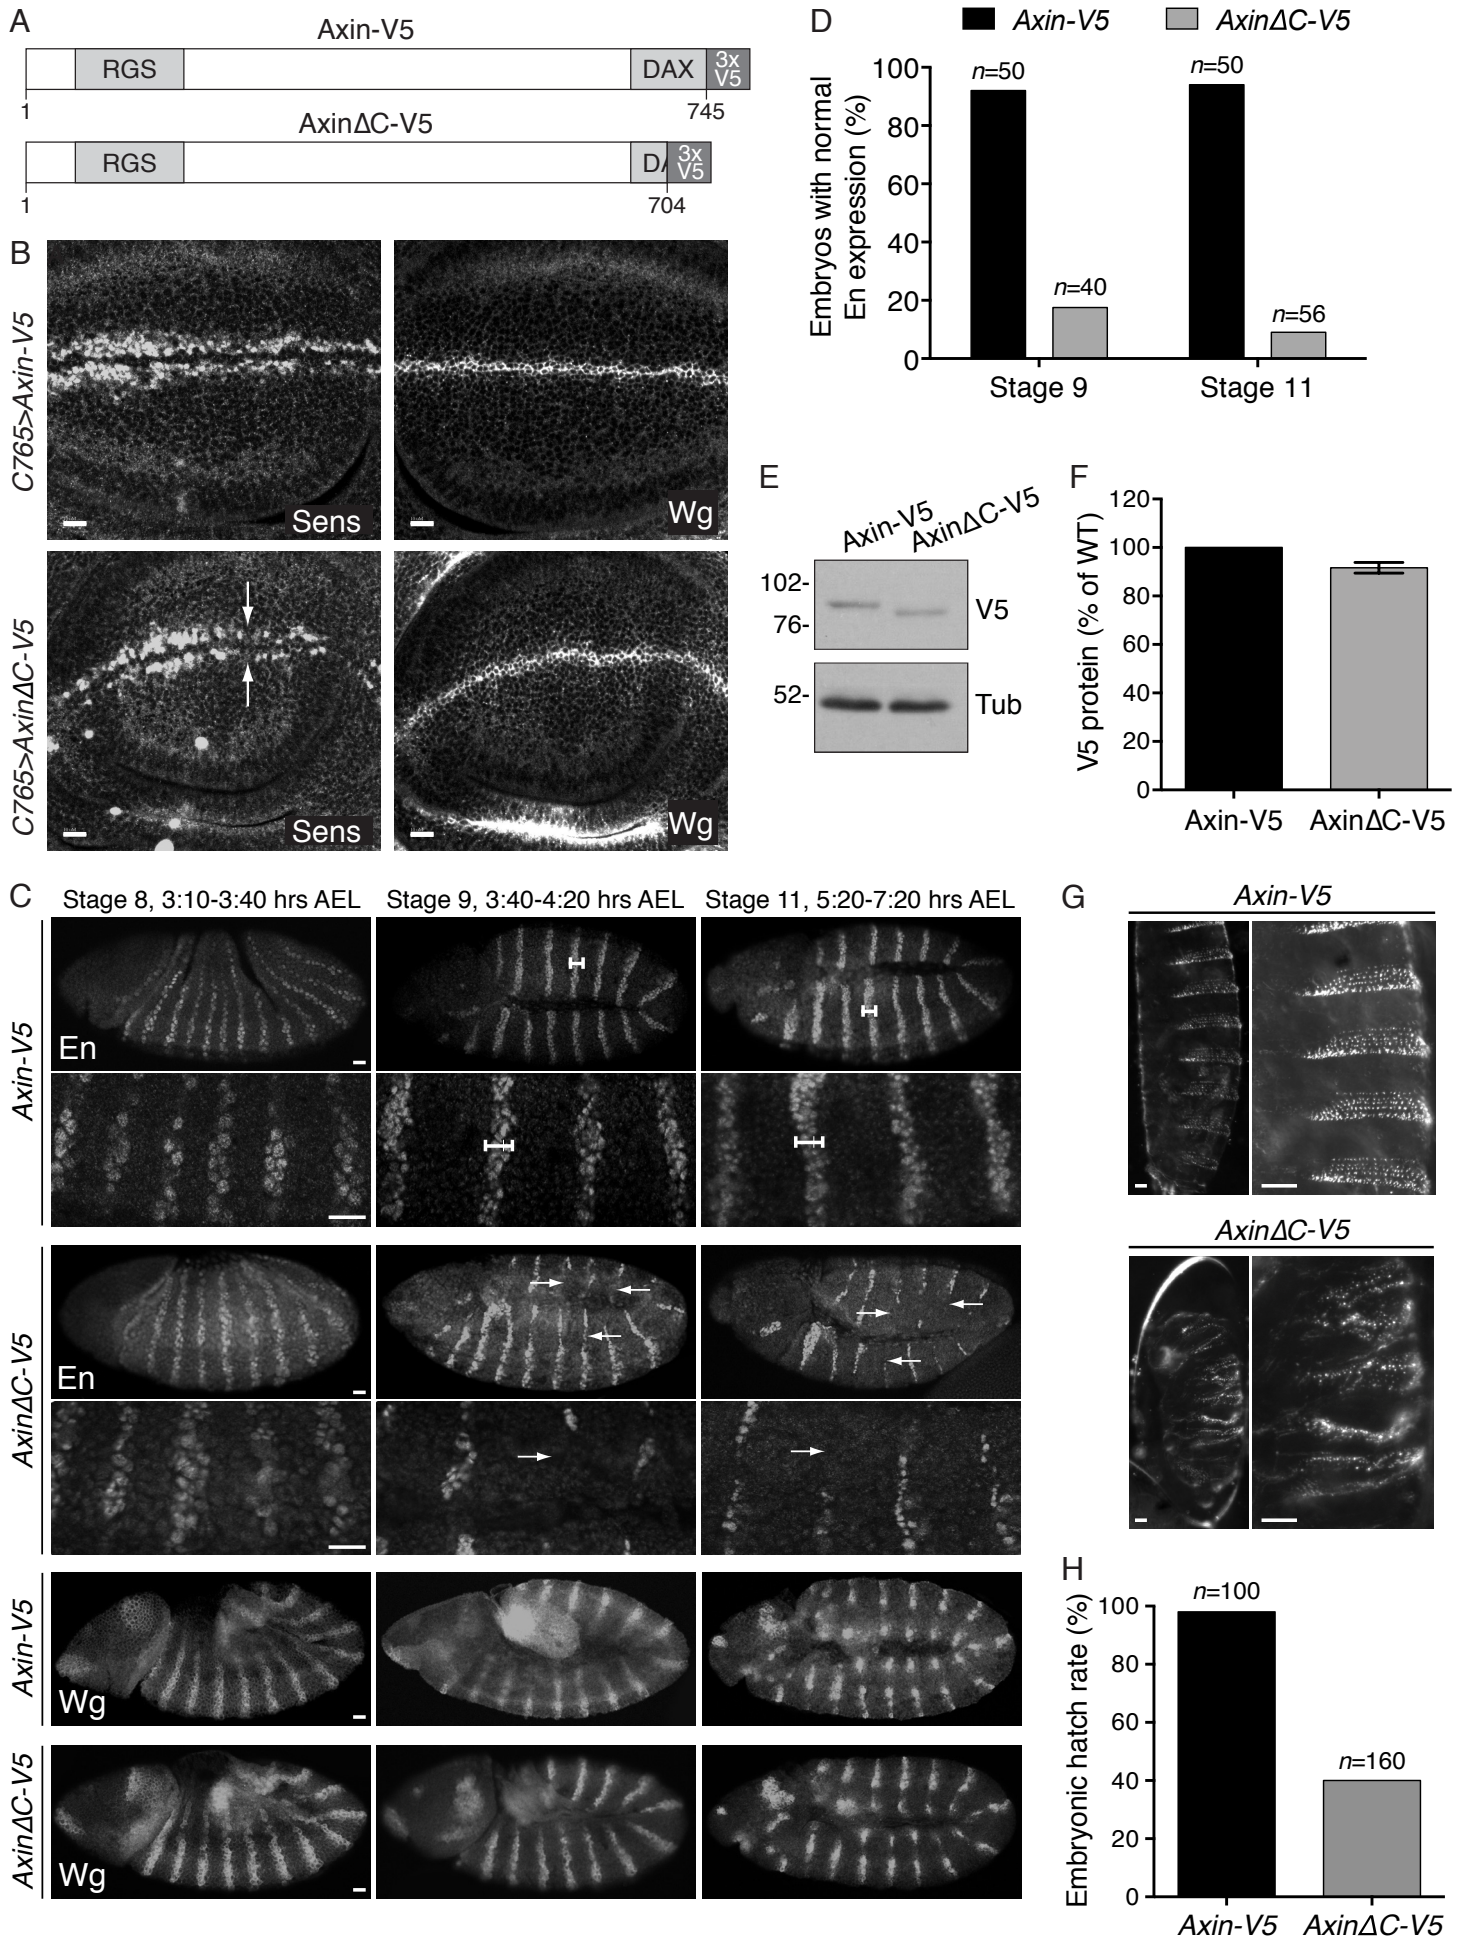 A
Axin-V5
RGS
DAX
3x
V5
1
745
AxinΔC-V5
RGS
DA
3x
V5
1
704
B
C765>Axin-V5
Sens
Wg
C765>AxinΔC-V5
Sens
Wg
C
Stage 8, 3:10-3:40 hrs AEL
Stage 9, 3:40-4:20 hrs AEL
Stage 11, 5:20-7:20 hrs AEL
Axin-V5
En
AxinΔC-V5
En
Axin-V5
Wg
AxinΔC-V5
Wg
D
Axin-V5
AxinΔC-V5
Embryos with normal
En expression (%)
100
80
60
40
20
0
n=50
n=40
n=50
n=56
Stage 9
Stage 11
E
Axin-V5
AxinΔC-V5
102-
76-
V5
52-
Tub
F
V5 protein (% of WT)
120
100
80
60
40
20
0
Axin-V5
AxinΔC-V5
G
Axin-V5
AxinΔC-V5
H
Embryonic hatch rate (%)
100
80
60
40
20
0
n=100
n=160
Axin-V5
AxinΔC-V5